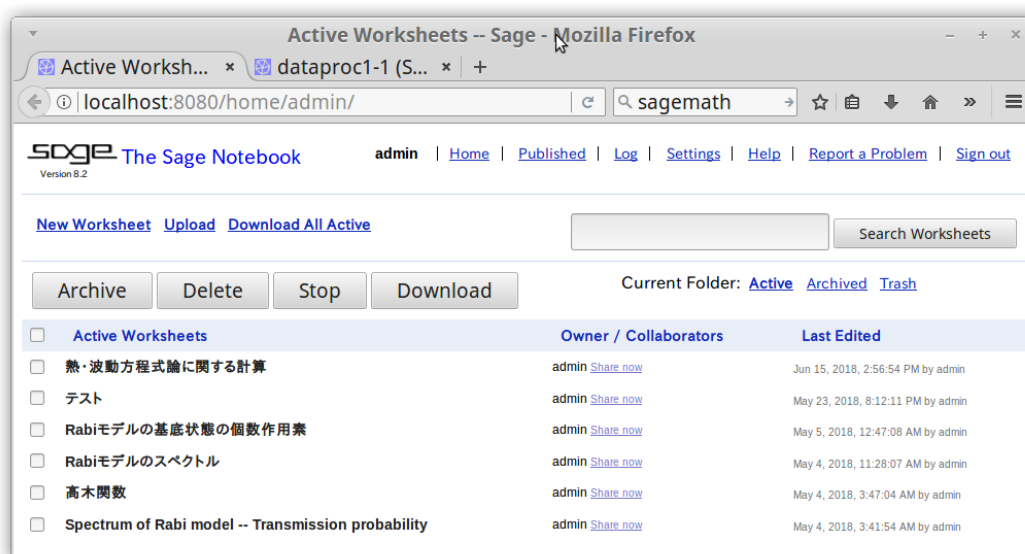 Active Worksheets -- Sage - Mozilla Firefox
Active Worksh... × dataproc1-1 (S... × +
localhost:8080/home/admin/ sagemath
sage The Sage Notebook admin | Home | Published | Log | Settings | Help | Report a Problem | Sign out
Version 8.2
New Worksheet Upload Download All Active Search Worksheets
Archive Delete Stop Download Current Folder: Active Archived Trash
Active Worksheets Owner / Collaborators Last Edited
熱・波動方程式論に関する計算 admin Share now Jun 15, 2018, 2:56:54 PM by admin
テスト admin Share now May 23, 2018, 8:12:11 PM by admin
Rabiモデルの基底状態の個数作用素 admin Share now May 5, 2018, 12:47:08 AM by admin
Rabiモデルのスペクトル admin Share now May 4, 2018, 11:28:07 AM by admin
高木関数 admin Share now May 4, 2018, 3:47:04 AM by admin
Spectrum of Rabi model -- Transmission probability admin Share now May 4, 2018, 3:41:54 AM by admin